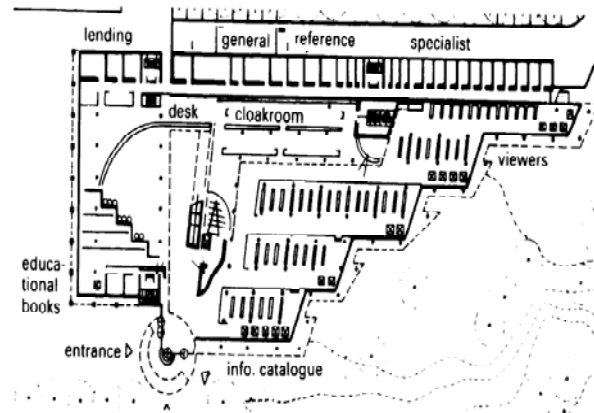 lending
general
reference
specialist
desk
cloakroom
viewers
educa-
tional
books
entrance
info. catalogue